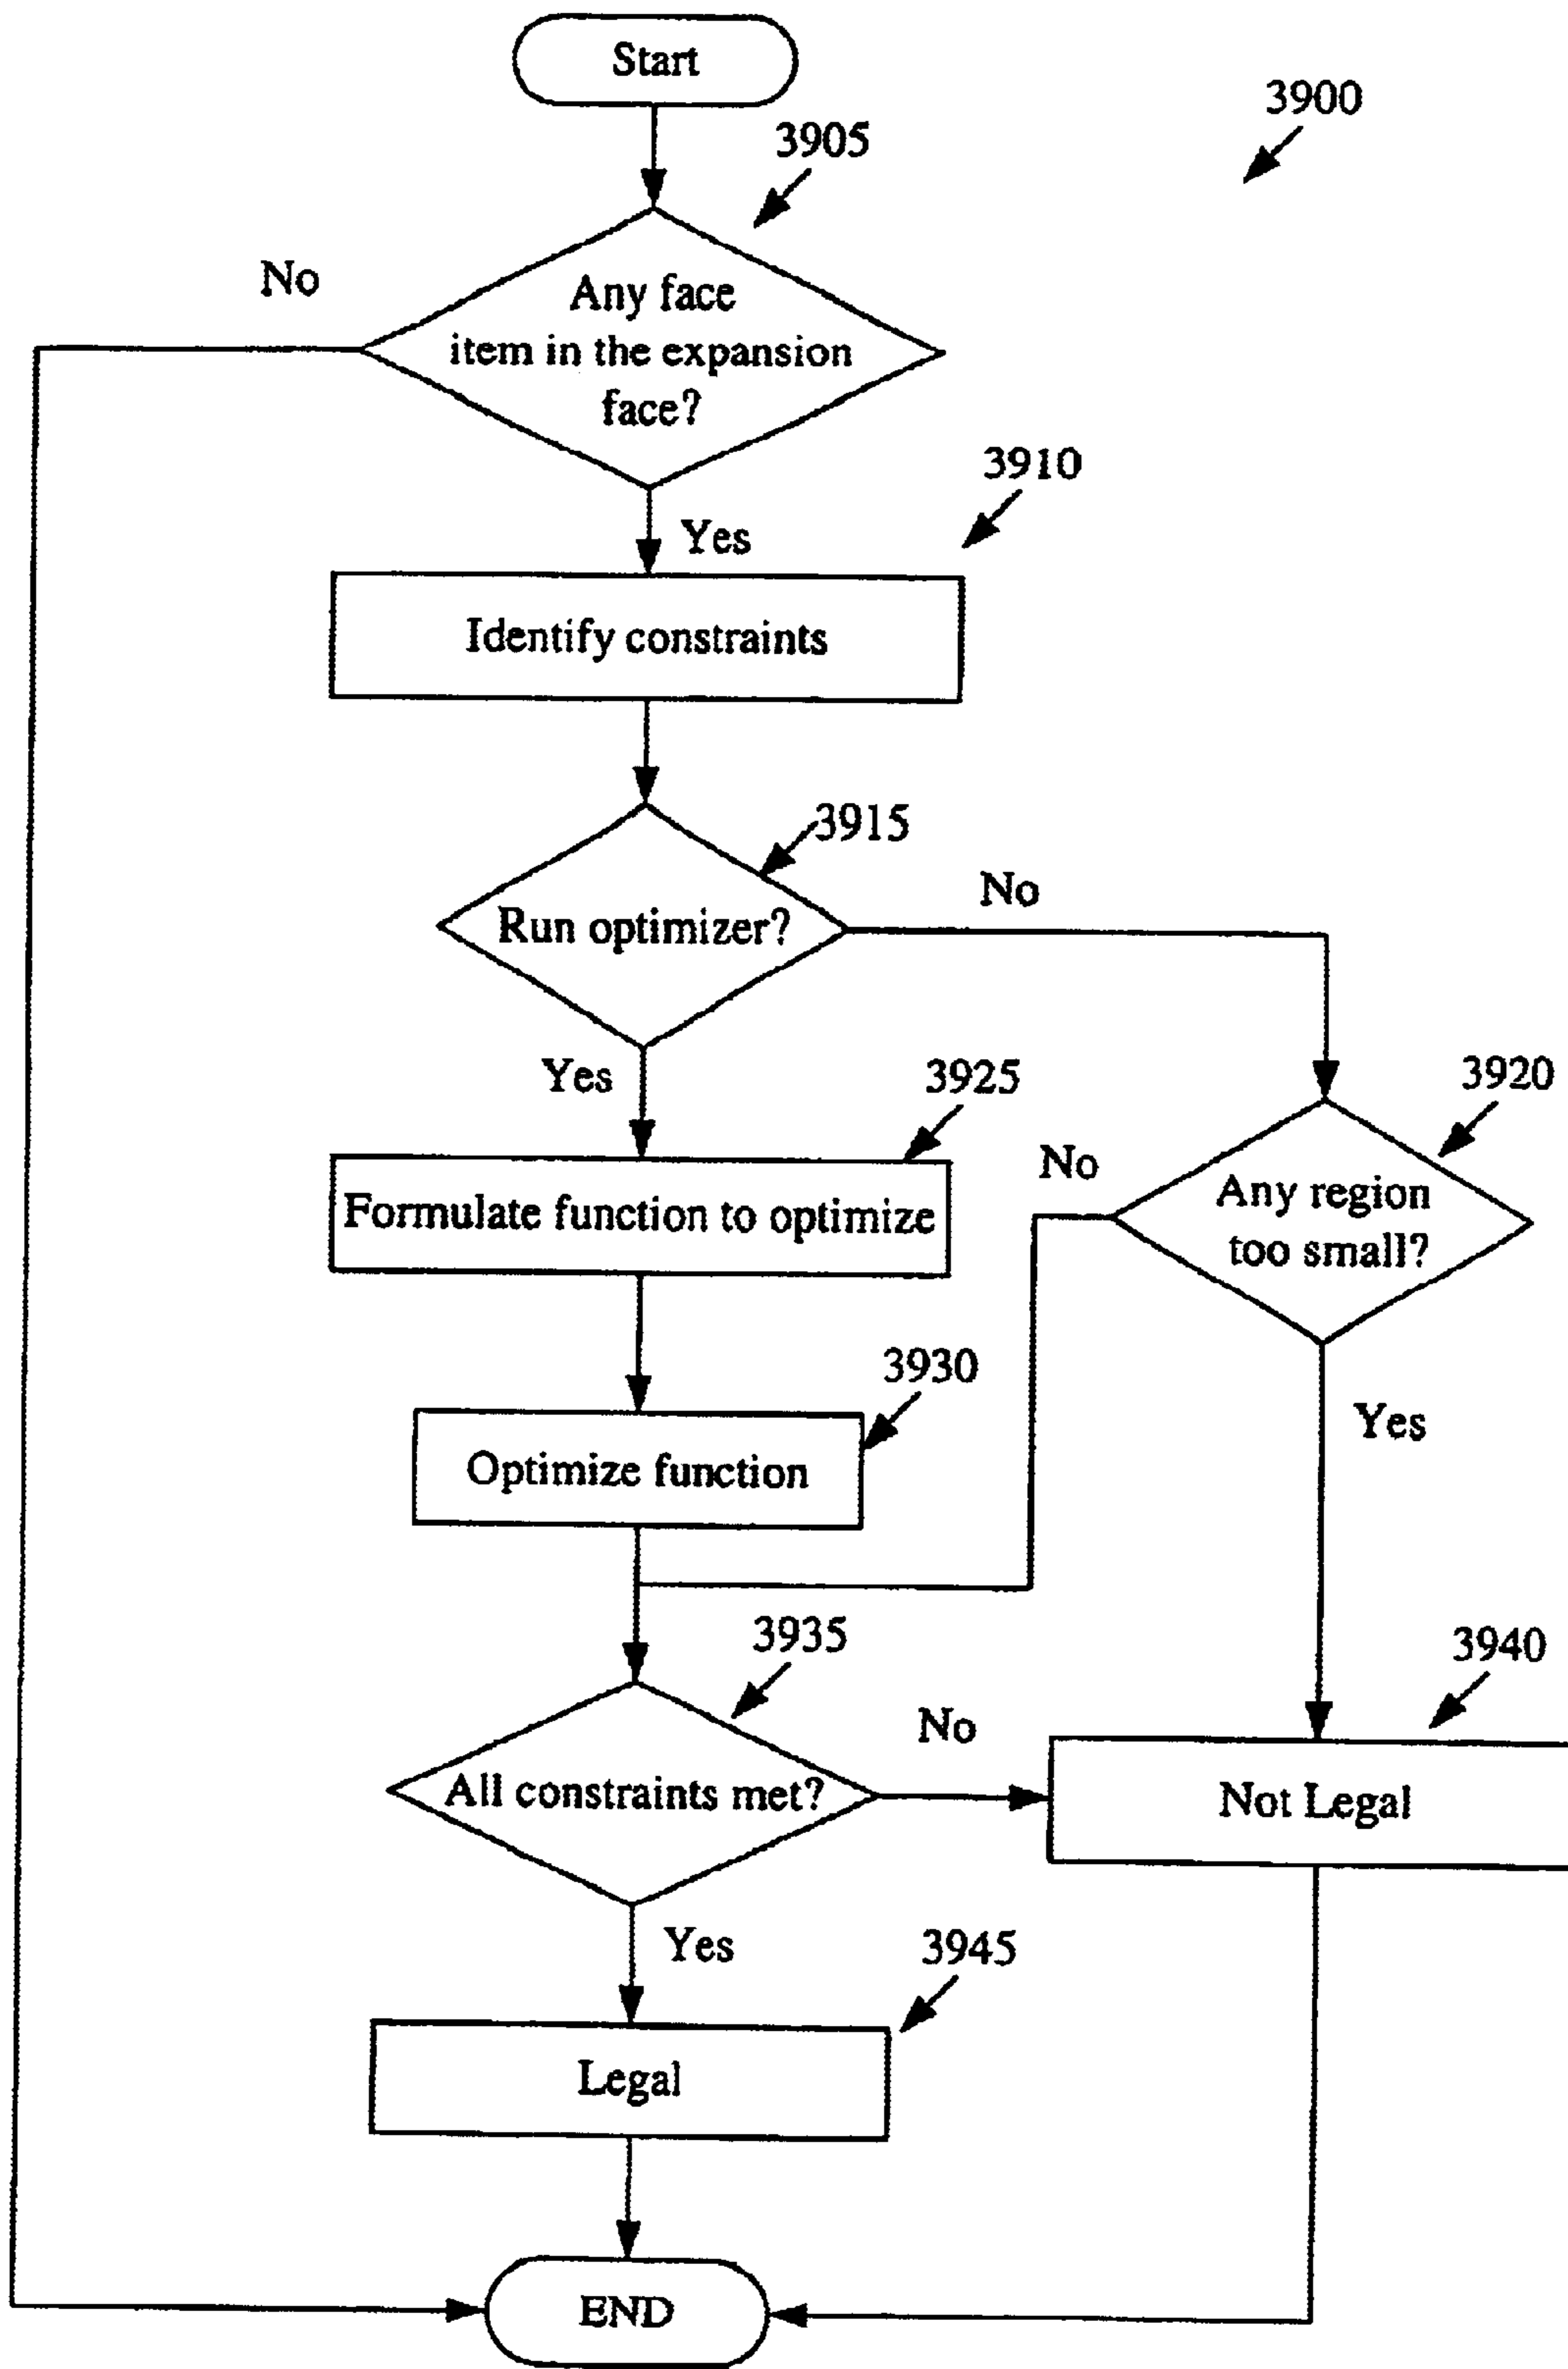 Start
3900
3905
No
Any face
item in the expansion
face?
3910
Yes
Identify constraints
3915
No
Run optimizer?
Yes
3925
3920
No
Any region
too small?
Formulate function to optimize
3930
Yes
Optimize function
3935
3940
No
All constraints met?
Not Legal
Yes
3945
Legal
END